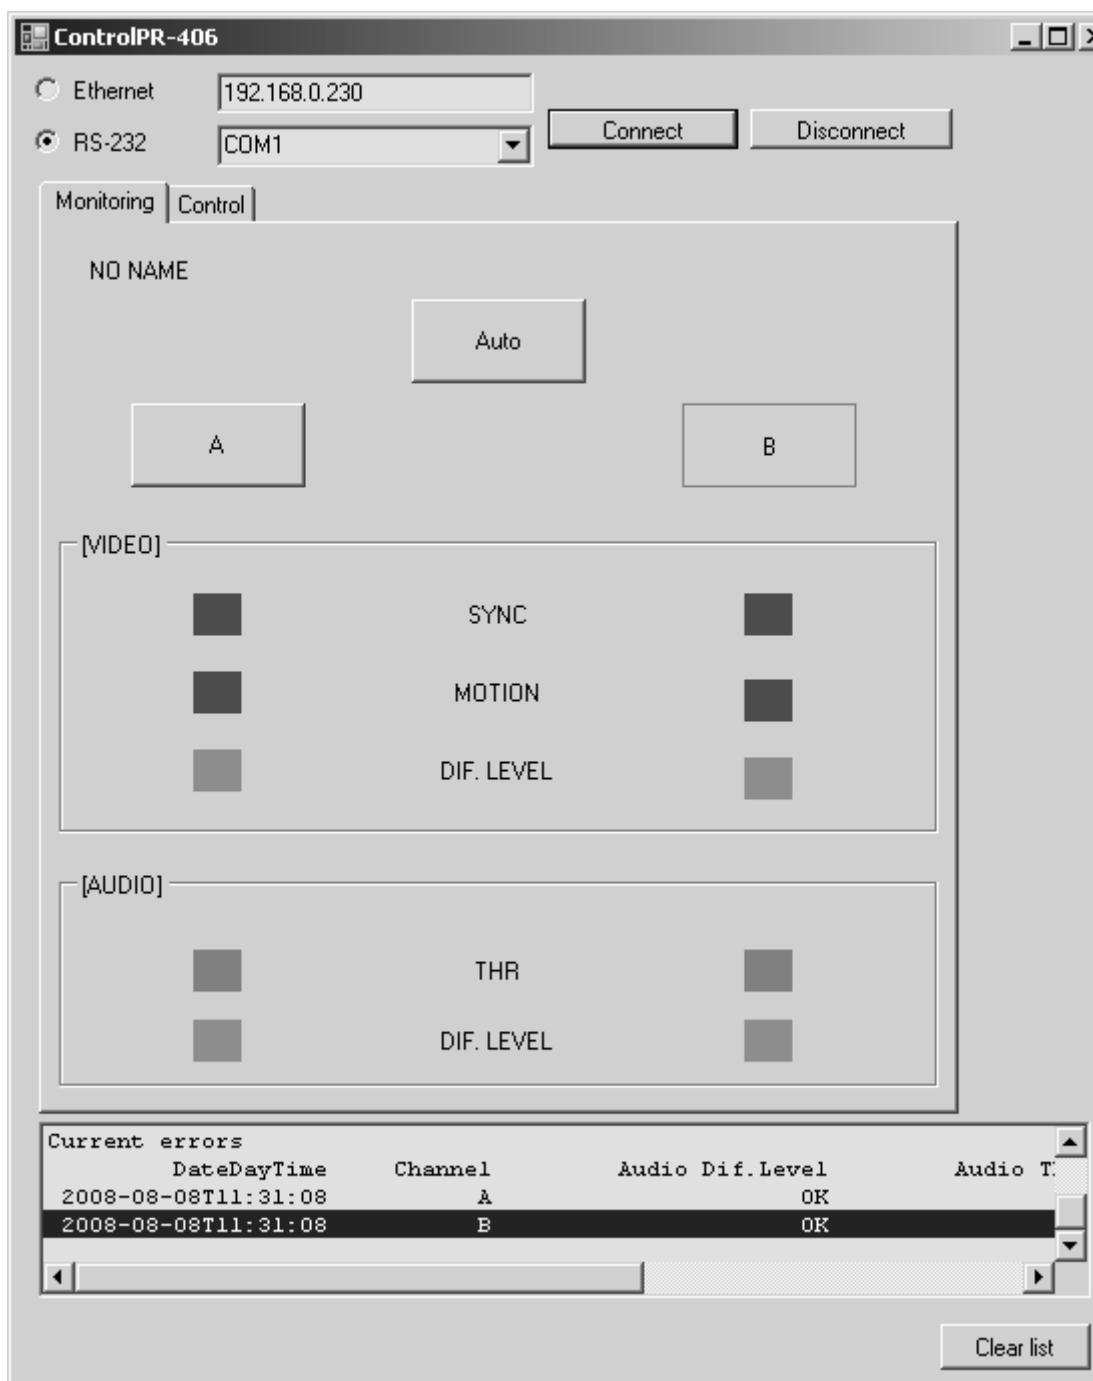 ControlPR-406
Ethernet 192.168.0.230
RS-232 COM1
Connect Disconnect
Monitoring Control
NO NAME
Auto
A B
[VIDEO]
SYNC
MOTION
DIF. LEVEL
[AUDIO]
THR
DIF. LEVEL
Current errors
DateDayTime Channel Audio Dif.Level Audio
2008-08-08T11:31:08 A OK
2008-08-08T11:31:08 B OK
Clear list